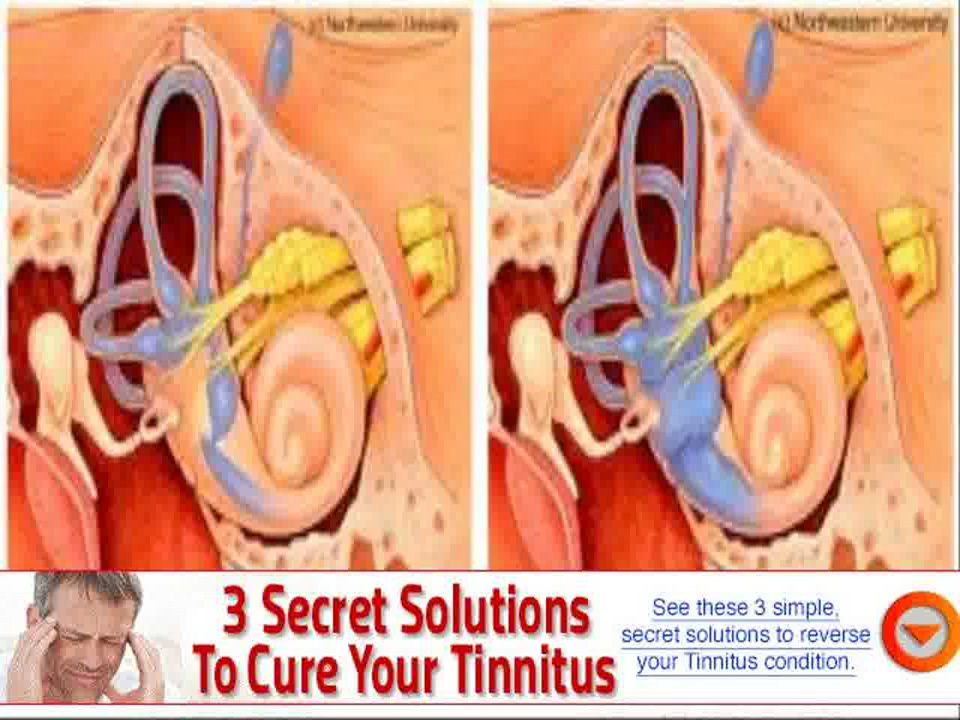 (c) Northwestern University
(c) Northwestern University
3 Secret Solutions
To Cure Your Tinnitus
See these 3 simple,
secret solutions to reverse
your Tinnitus condition.